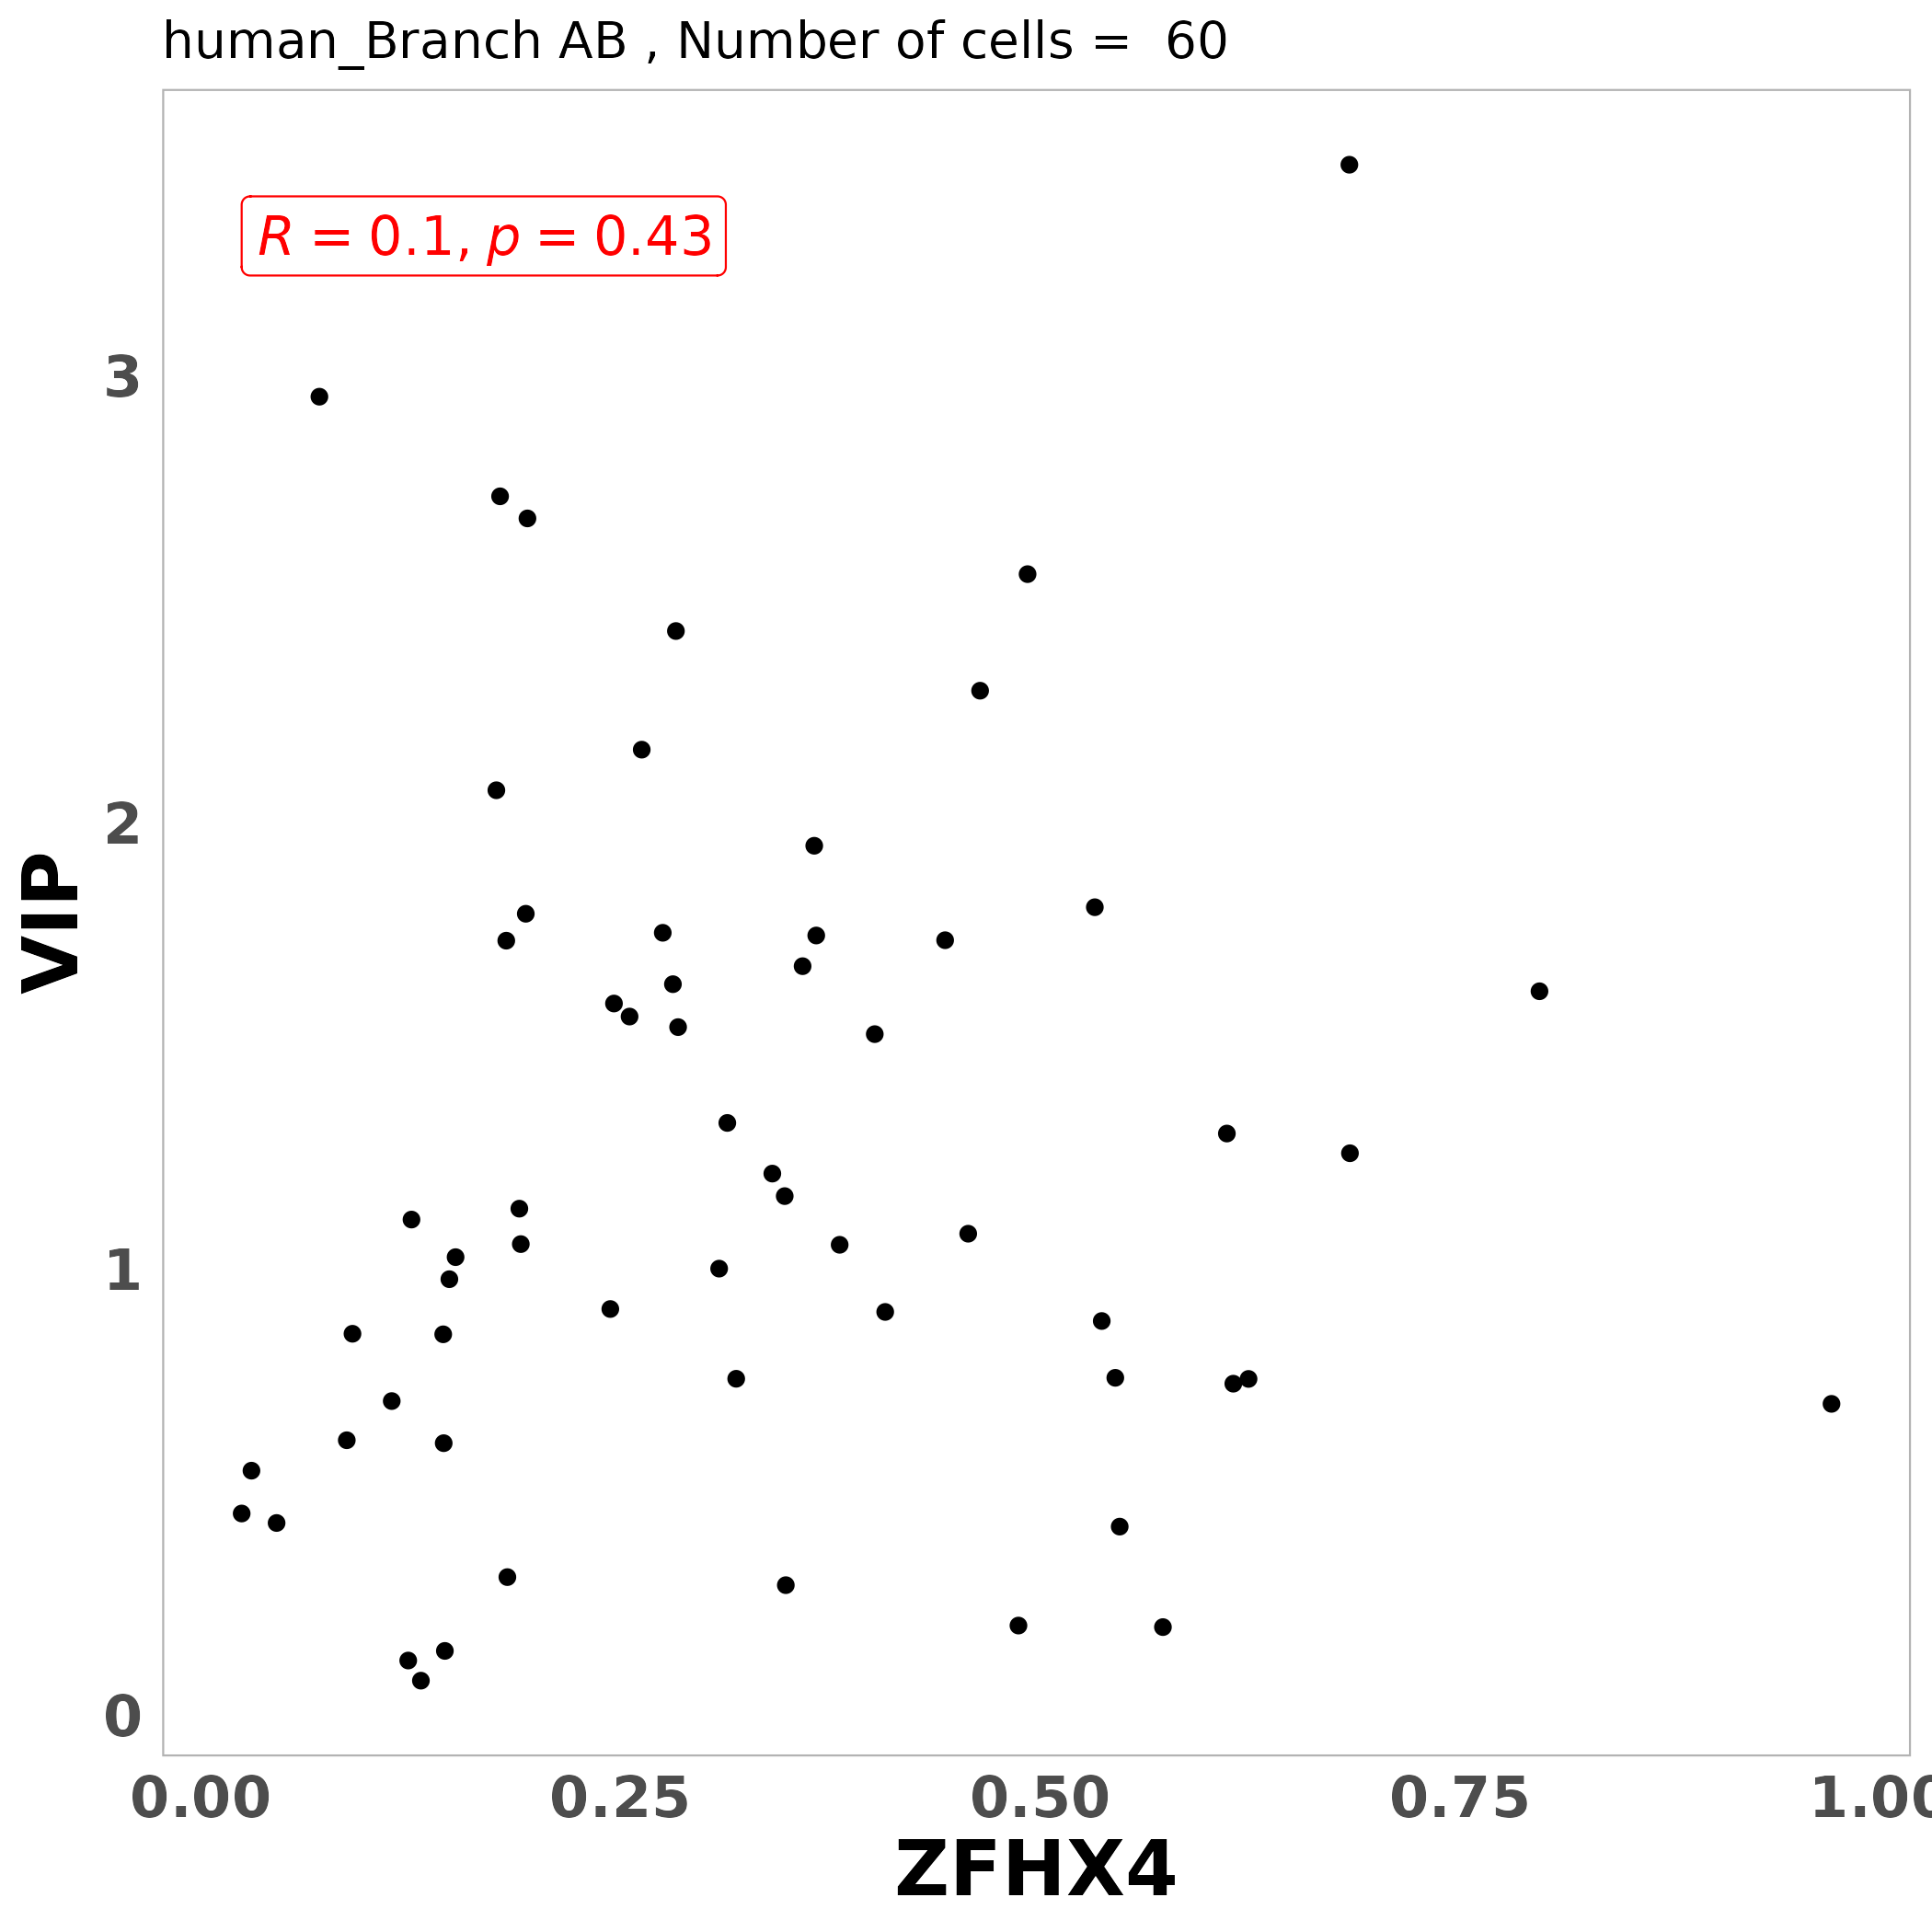 human_Branch AB , Number of cells =  60
R = 0.1, p = 0.43
3
2
1
0
VIP
0.00 0.25 0.50 0.75 1.00
ZFHX4